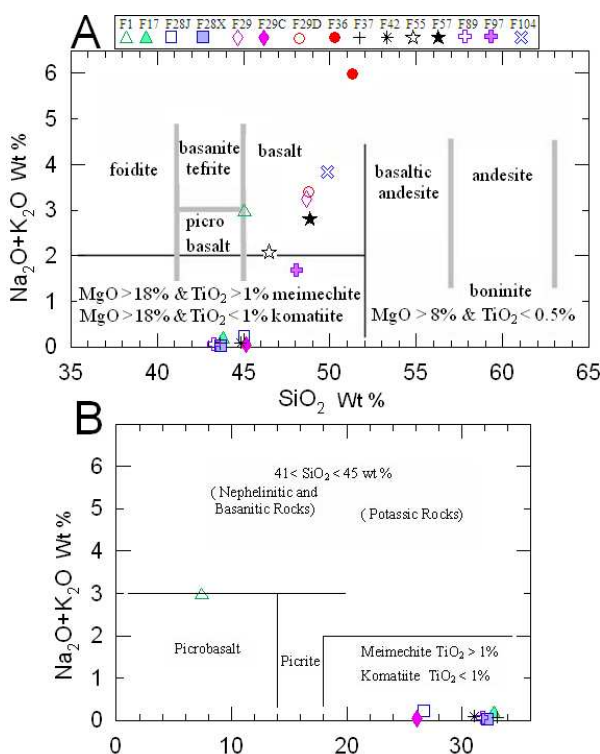 F1 F17 F28J F28X F29 F29C F29D F36 F37 F42 F55 F57 F89 F97 F104
A
6
5
4
3
2
1
0
Na2O+K2O Wt %
foidite
basanite
tefrite
basalt
basaltic
andesite
andesite
picro
basalt
boninite
MgO > 18% & TiO2 > 1% meimechite
MgO > 18% & TiO2 < 1% komatiite
MgO > 8% & TiO2 < 0.5%
35 40 45 50 55 60 65
SiO2 Wt %
B
6
5
4
3
2
1
0
Na2O+K2O Wt %
41< SiO2 < 45 wt %
( Nephelinitic and
Basanitic Rocks)
(Potassic Rocks)
Picrobasalt
Picrite
Meimechite TiO2 > 1%
Komatiite TiO2 < 1%
0 10 20 30